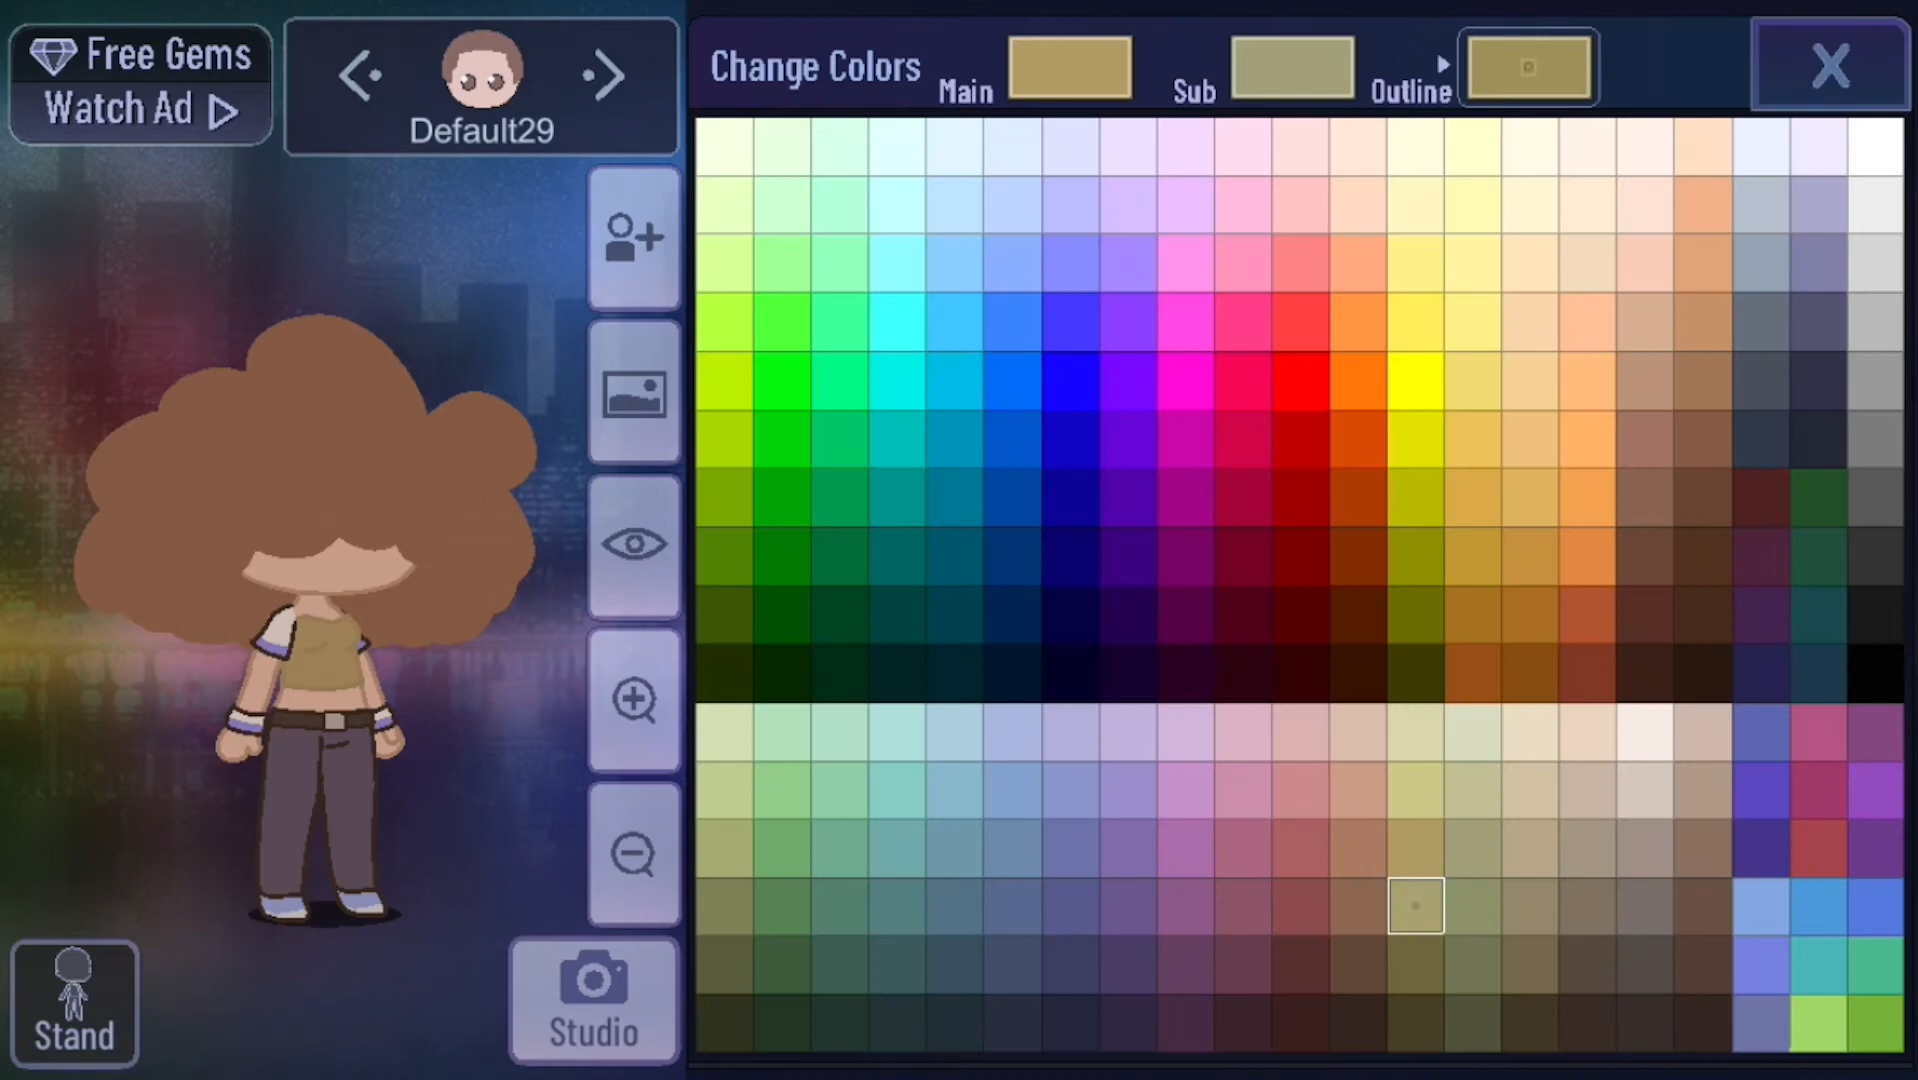 Free Gems
Watch Ad
Default29
Change Colors
Main
Sub
Outline
X
Stand
Studio